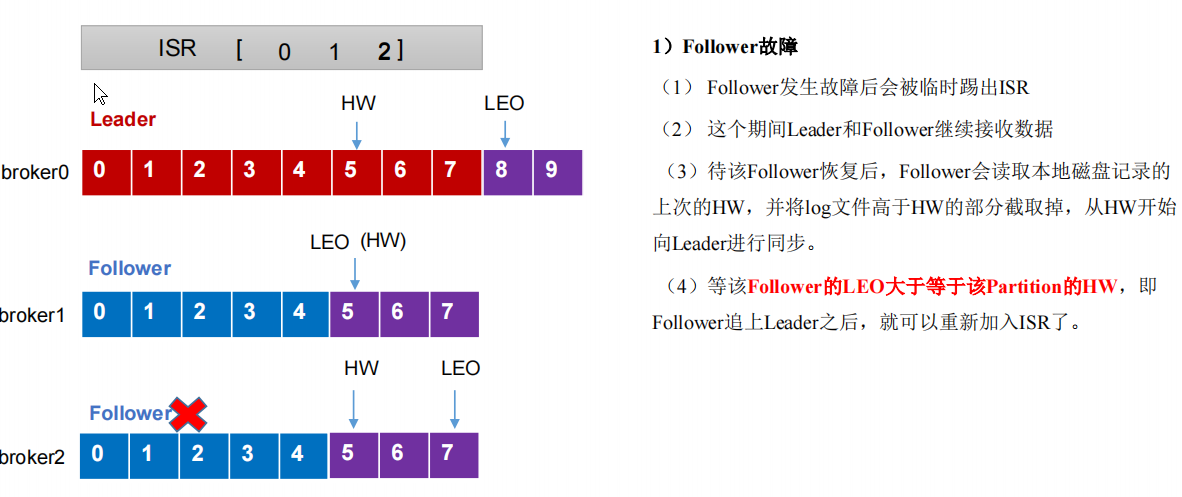 ISR [ 0 1 2 ]
HW LEO
Leader
broker0 0 1 2 3 4 5 6 7 8 9
LEO (HW)
Follower
broker1 0 1 2 3 4 5 6 7
HW LEO
Follower
broker2 0 1 2 3 4 5 6 7
1）Follower故障
（1） Follower发生故障后会被临时踢出ISR
（2） 这个期间Leader和Follower继续接收数据
（3）待该Follower恢复后，Follower会读取本地磁盘记录的
上次的HW，并将log文件高于HW的部分截取掉，从HW开始
向Leader进行同步。
（4）等该Follower的LEO大于等于该Partition的HW，即
Follower追上Leader之后，就可以重新加入ISR了。